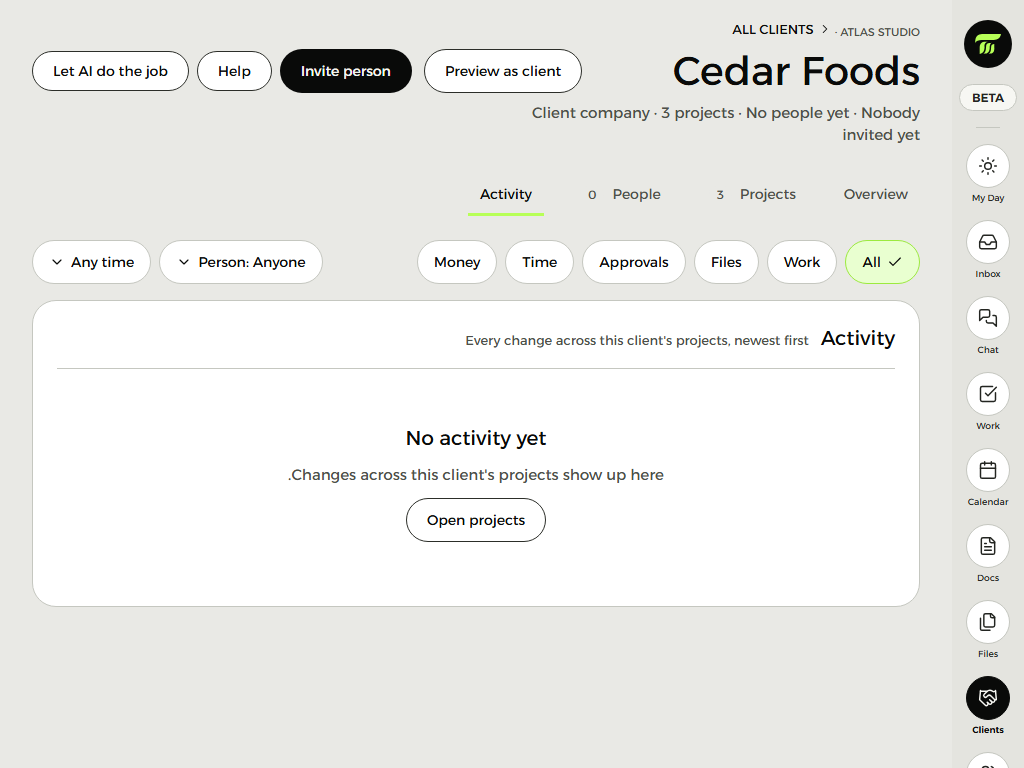 ALL CLIENTS
· ATLAS STUDIO
Cedar Foods
Client company · 3 projects · No people yet · Nobody
invited yet
Preview as client
Invite person
Help
Let AI do the job
Overview
Projects 3
People 0
Activity
All
Work
Files
Approvals
Time
Money
Person: Anyone
Any time
Activity
Every change across this client's projects, newest first
No activity yet
.Changes across this client's projects show up here
Open projects
BETA
My Day
Inbox
Chat
Work
Calendar
Docs
Files
Clients